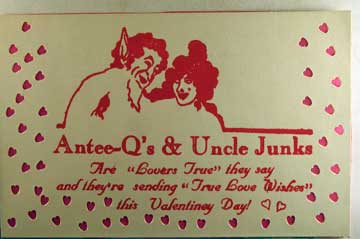 Antee-Q's & Uncle Junks
Are "Lovers True" they say
and they're sending "True Love Wishes"
this Valentiney Day!